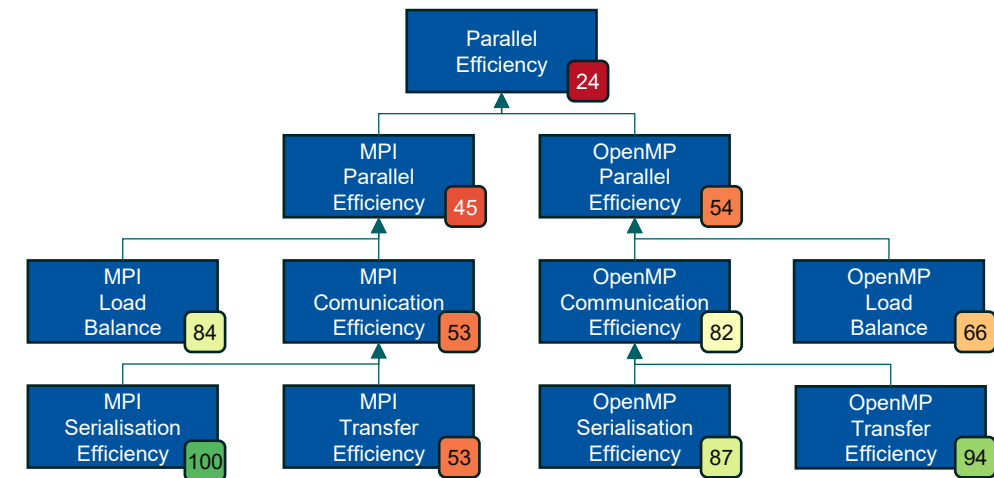 Parallel
Efficiency
24
MPI
Parallel
Efficiency
45
OpenMP
Parallel
Efficiency
54
MPI
Load
Balance
84
MPI
Comunication
Efficiency
53
OpenMP
Communication
Efficiency
82
OpenMP
Load
Balance
66
MPI
Serialisation
Efficiency
100
MPI
Transfer
Efficiency
53
OpenMP
Serialisation
Efficiency
87
OpenMP
Transfer
Efficiency
94